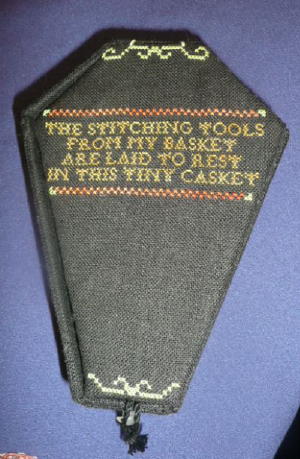 THE STITCHING TOOLS
FROM MY BASKET
ARE LAID TO REST
IN THIS TINY CASKET